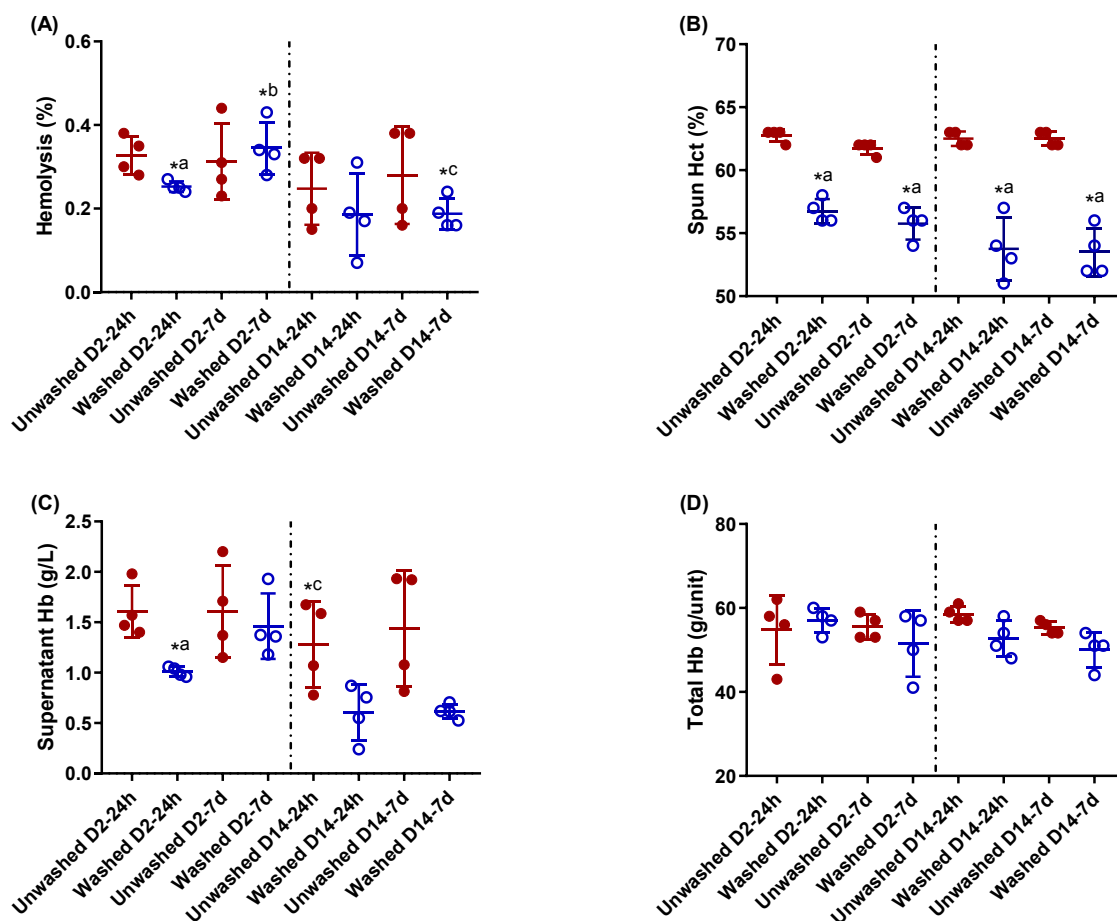 (A)
Hemolysis (%)
0.6
0.4
0.2
0.0
*a
*b
*c
Unwashed D2-24h
Washed D2-24h
Unwashed D2-7d
Washed D2-7d
Unwashed D14-24h
Washed D14-24h
Unwashed D14-7d
Washed D14-7d
(B)
Spun Hct (%)
70
65
60
55
50
*a
*a
*a
*a
Unwashed D2-24h
Washed D2-24h
Unwashed D2-7d
Washed D2-7d
Unwashed D14-24h
Washed D14-24h
Unwashed D14-7d
Washed D14-7d
(C)
Supernatant Hb (g/L)
2.5
2.0
1.5
1.0
0.5
0.0
*a
*c
Unwashed D2-24h
Washed D2-24h
Unwashed D2-7d
Washed D2-7d
Unwashed D14-24h
Washed D14-24h
Unwashed D14-7d
Washed D14-7d
(D)
Total Hb (g/unit)
80
60
40
20
Unwashed D2-24h
Washed D2-24h
Unwashed D2-7d
Washed D2-7d
Unwashed D14-24h
Washed D14-24h
Unwashed D14-7d
Washed D14-7d